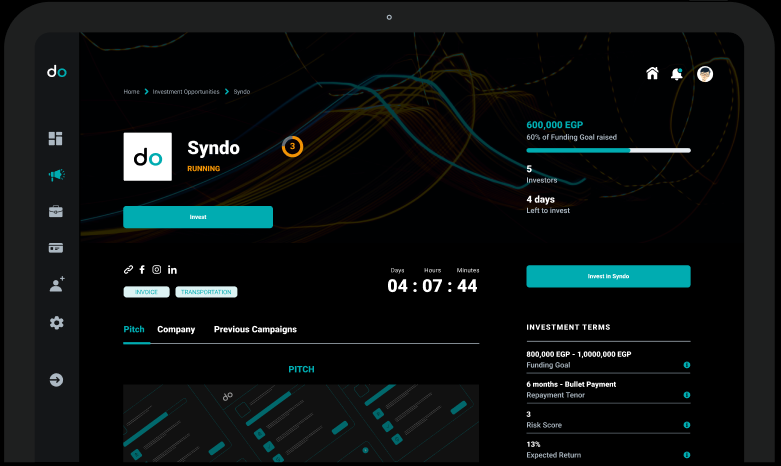 do
Home > Investment Opportunities > Syndo
do
Syndo
3
RUNNING
Invest
600,000 EGP
60% of Funding Goal raised
5
Investors
4 days
Left to invest
INVOICE
TRANSPORTATION
Days Hours Minutes
04 : 07 : 44
Invest in Syndo
Pitch Company Previous Campaigns
PITCH
do
INVESTMENT TERMS
800,000 EGP - 1,0000,000 EGP
Funding Goal
6 months - Bullet Payment
Repayment Tenor
3
Risk Score
13%
Expected Return